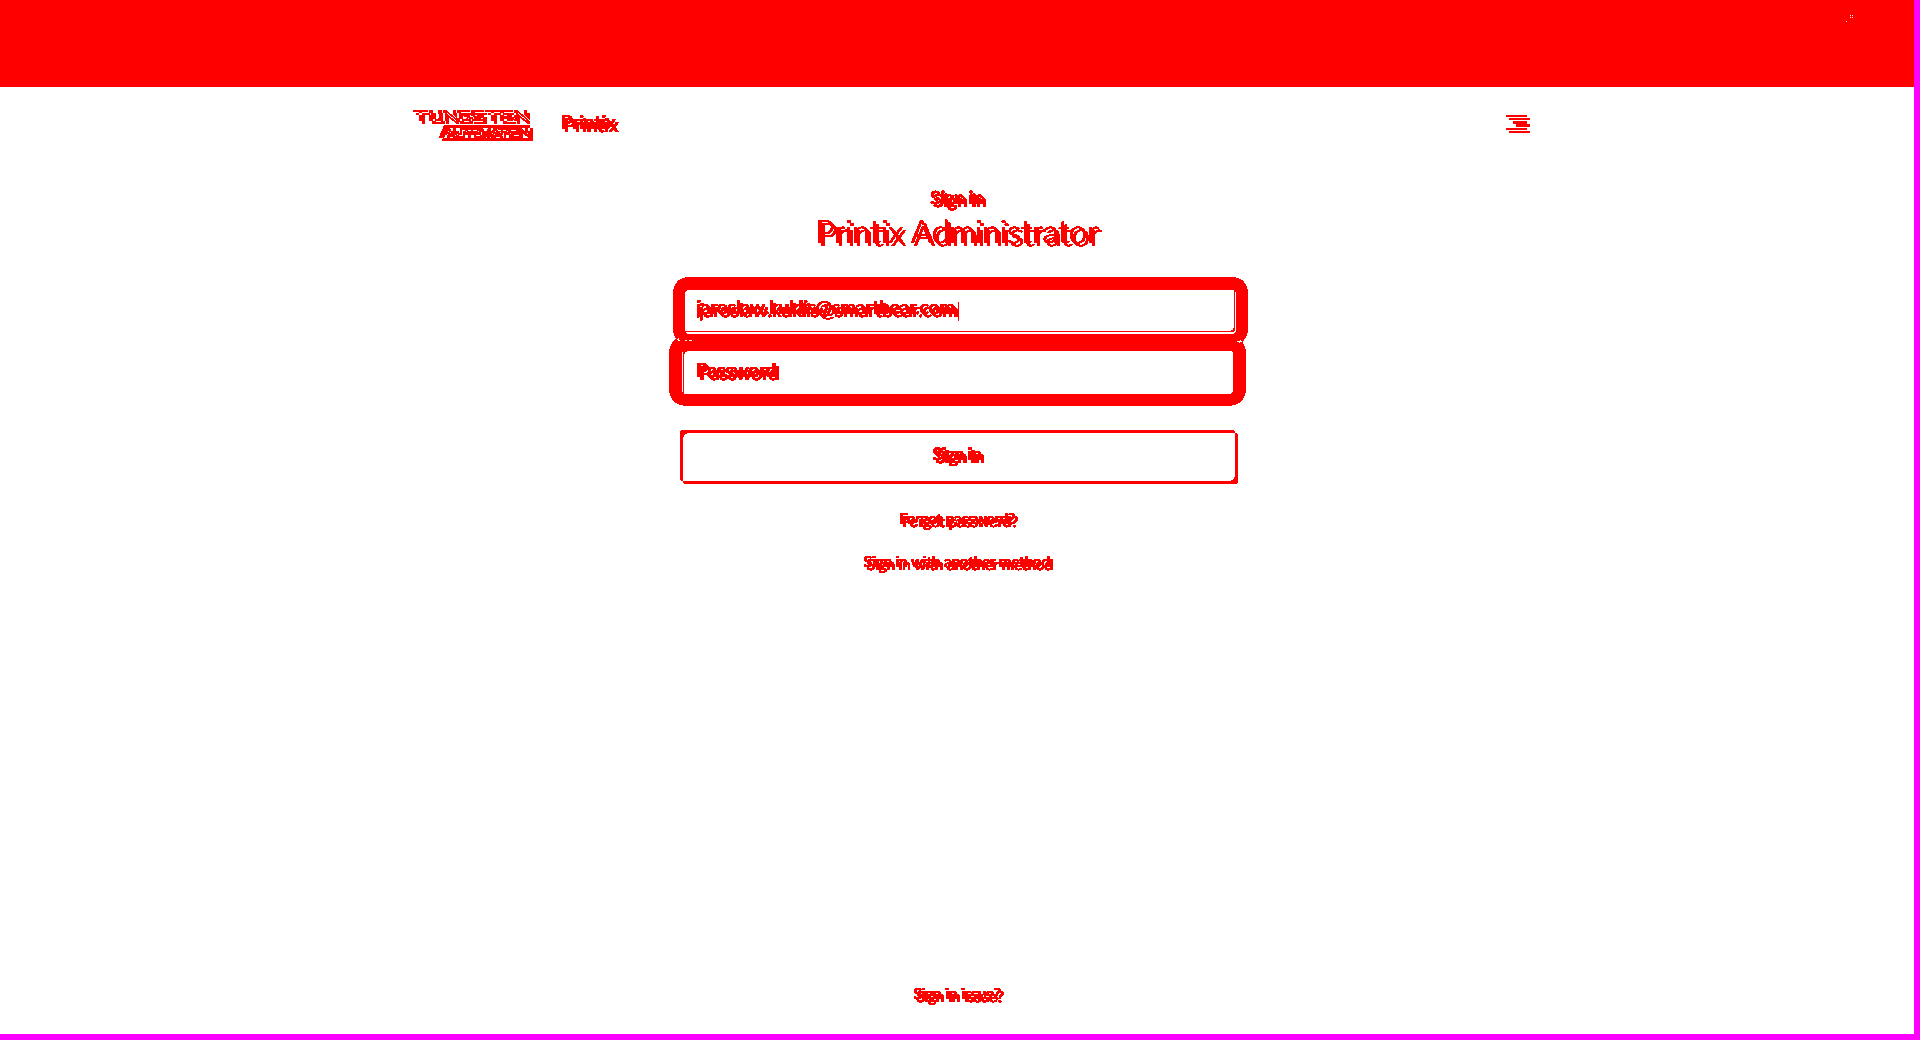 TUNGSTEN
AUTOMATION
Printix
Sign in
Printix Administrator
jaroslaw.kuklis@smartbear.com
Password
Sign in
Forgot password?
Sign in with another method
Sign in issue?